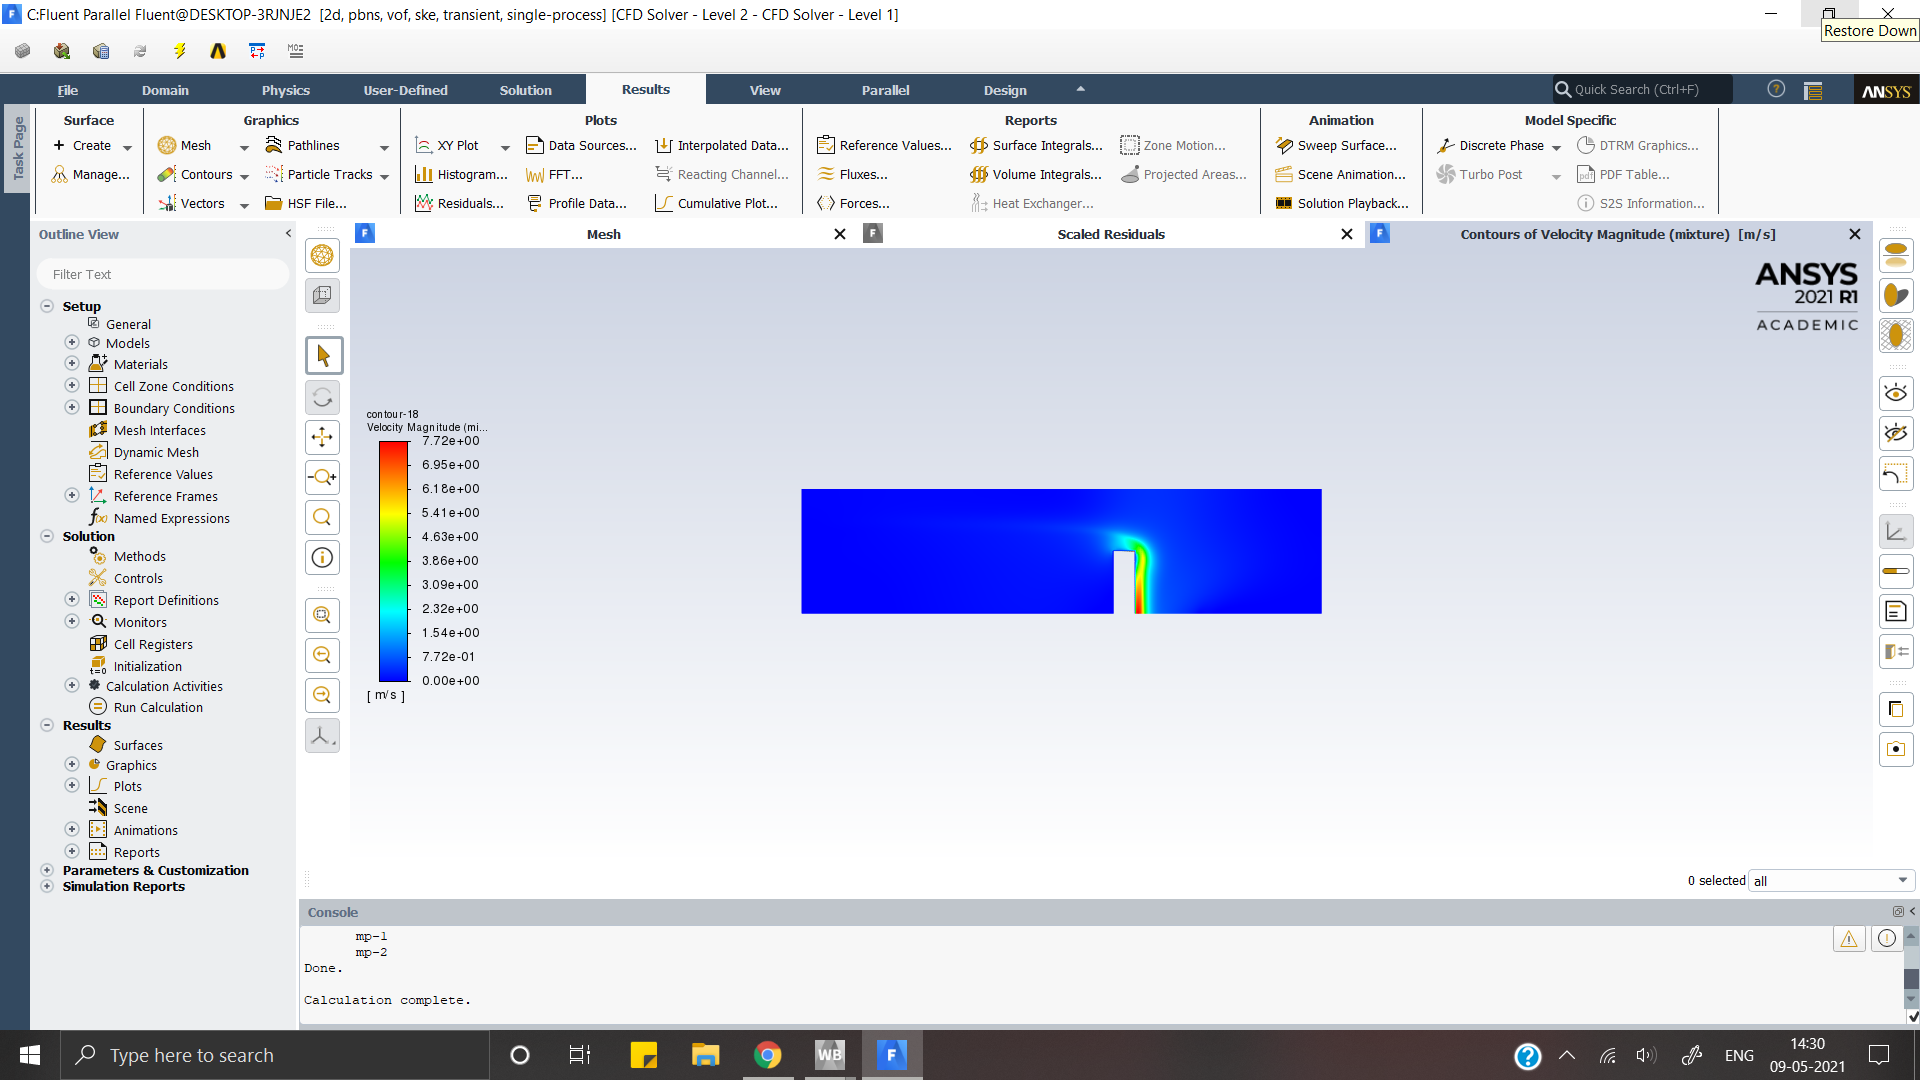 C:Fluent Parallel Fluent@DESKTOP-3RJNJE2 [2d, pbns, vof, ske, transient, single-process] [CFD Solver - Level 2 - CFD Solver - Level 1]
Restore Down
File Domain Physics User-Defined Solution Results View Parallel Design Quick Search (Ctrl+F) ANSYS
Task Page
Surface Graphics Plots Reports Animation Model Specific
Create Mesh Pathlines XY Plot Data Sources... Interpolated Data... Reference Values... Surface Integrals... Zone Motion... Sweep Surface... Discrete Phase DTRM Graphics...
Manage... Contours Particle Tracks Histogram... FFT... Reacting Channel... Fluxes... Volume Integrals... Projected Areas... Scene Animation... Turbo Post PDF Table...
Vectors HSF File... Residuals... Profile Data... Cumulative Plot... Forces... Heat Exchanger... Solution Playback... S2S Information...
Outline View
Mesh
Scaled Residuals
Contours of Velocity Magnitude (mixture) [m/s]
Filter Text
Setup
General
Models
Materials
Cell Zone Conditions
Boundary Conditions
Mesh Interfaces
Dynamic Mesh
Reference Values
Reference Frames
Named Expressions
Solution
Methods
Controls
Report Definitions
Monitors
Cell Registers
Initialization
Calculation Activities
Run Calculation
Results
Surfaces
Graphics
Plots
Scene
Animations
Reports
Parameters & Customization
Simulation Reports
ANSYS
2021 R1
ACADEMIC
contour-18
Velocity Magnitude (mi...
7.72e+00
6.95e+00
6.18e+00
5.41e+00
4.63e+00
3.86e+00
3.09e+00
2.32e+00
1.54e+00
7.72e-01
0.00e+00
[ m/s ]
0 selected all
Console
mp-1
mp-2
Done.
Calculation complete.
Type here to search
WB
F
ENG
14:30
09-05-2021